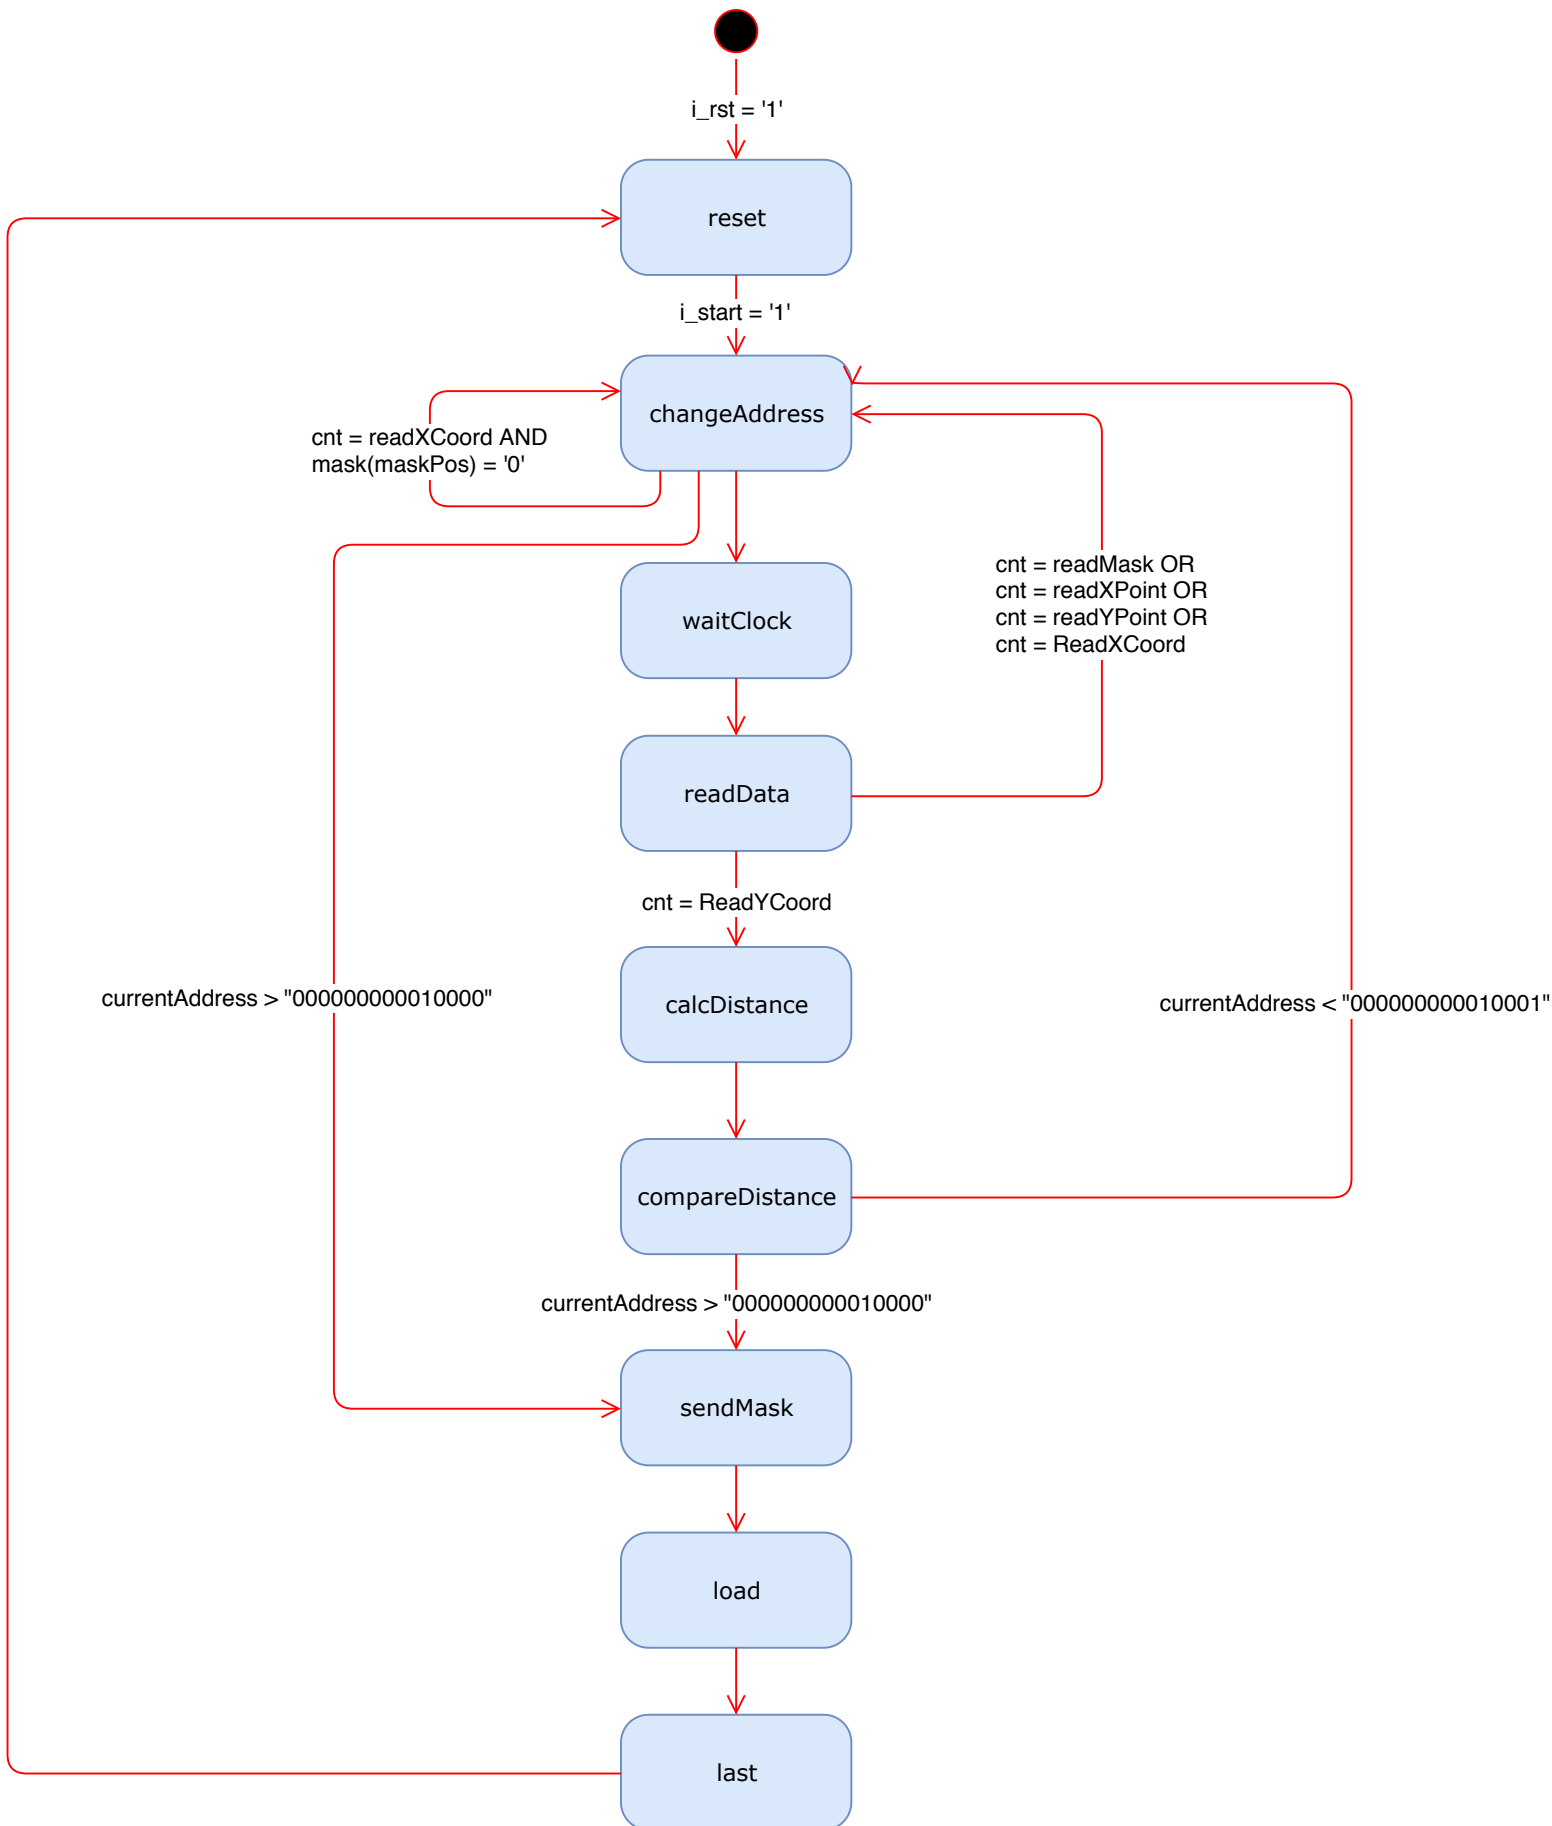 i_rst = '1'
reset
i_start = '1'
changeAddress
cnt = readXCoord AND
mask(maskPos) = '0'
waitClock
cnt = readMask OR
cnt = readXPoint OR
cnt = readYPoint OR
cnt = ReadXCoord
readData
cnt = ReadYCoord
calcDistance
currentAddress > "000000000010000"
currentAddress < "000000000010001"
compareDistance
currentAddress > "000000000010000"
sendMask
load
last